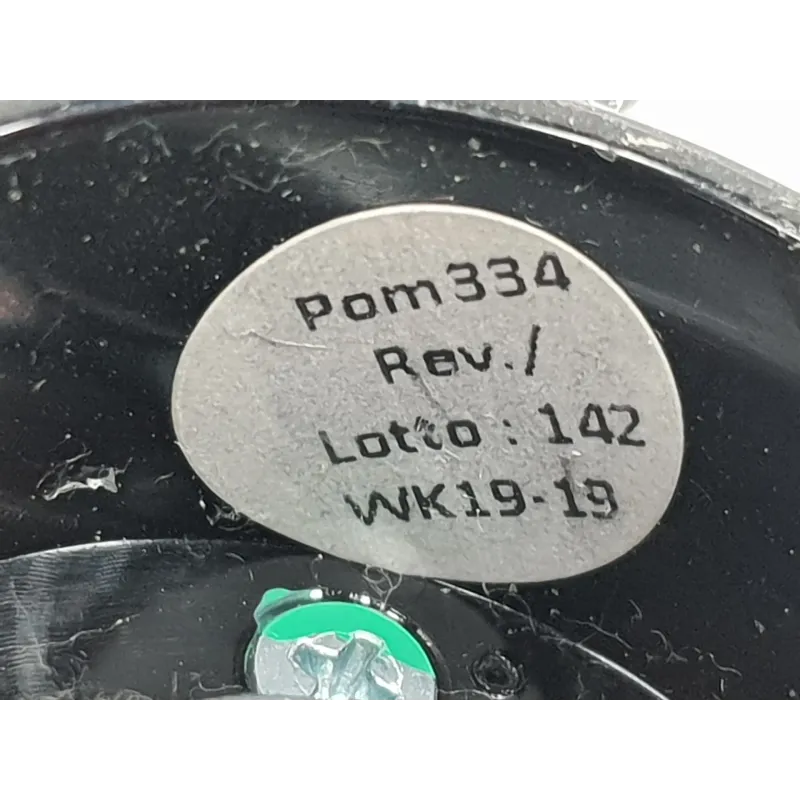 Pom334
Rev./
Lotto : 142
WK19-19